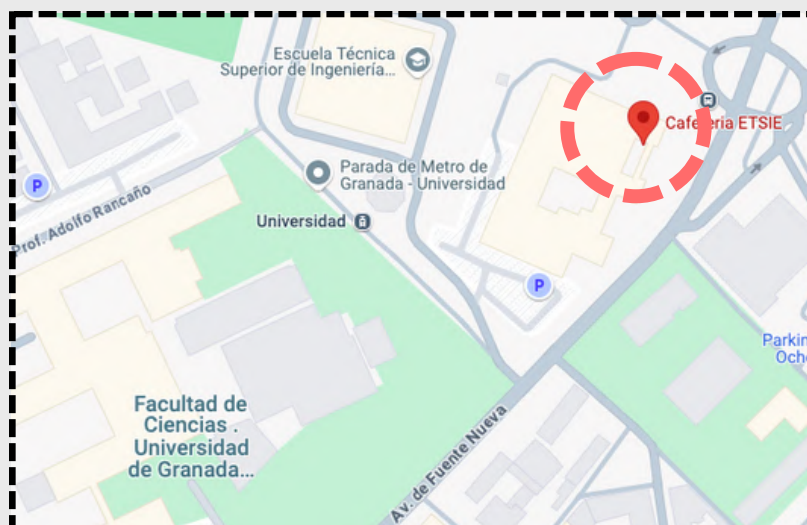 Escuela Técnica
Superior de Ingeniería...
Cafetería ETSIE
P
Parada de Metro de
Granada - Universidad
Prof. Adolfo Rancaño
Universidad
P
Parkin
Och
Facultad de
Ciencias .
Universidad
de Granada...
Av. de Fuente Nueva